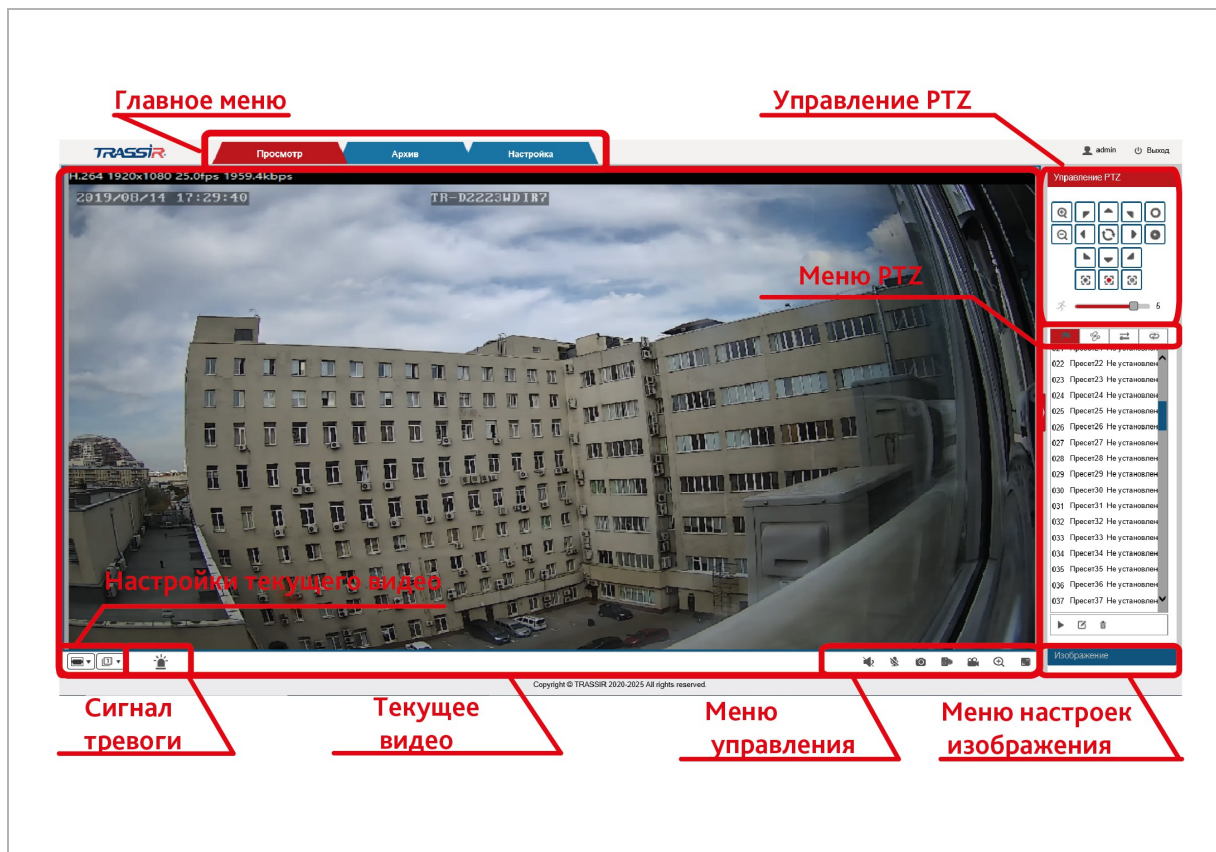 Главное меню
Управление PTZ
TRASSIR
Просмотр
Архив
Настройка
admin
Выход
H.264 1920x1080 25.0fps 1959.4kbps
2019/08/14 17:29:40
TR-D2223WDIR7
Управление PTZ
5
Меню PTZ
022 Пресет22 Не установлен
023 Пресет23 Не установлен
024 Пресет24 Не установлен
025 Пресет25 Не установлен
026 Пресет26 Не установлен
027 Пресет27 Не установлен
028 Пресет28 Не установлен
029 Пресет29 Не установлен
030 Пресет30 Не установлен
031 Пресет31 Не установлен
032 Пресет32 Не установлен
033 Пресет33 Не установлен
034 Пресет34 Не установлен
035 Пресет35 Не установлен
036 Пресет36 Не установлен
037 Пресет37 Не установлен
Настройки текущего видео
1
Изображение
Copyright © TRASSIR 2020-2025 All rights reserved.
Сигнал
тревоги
Текущее
видео
Меню
управления
Меню настроек
изображения